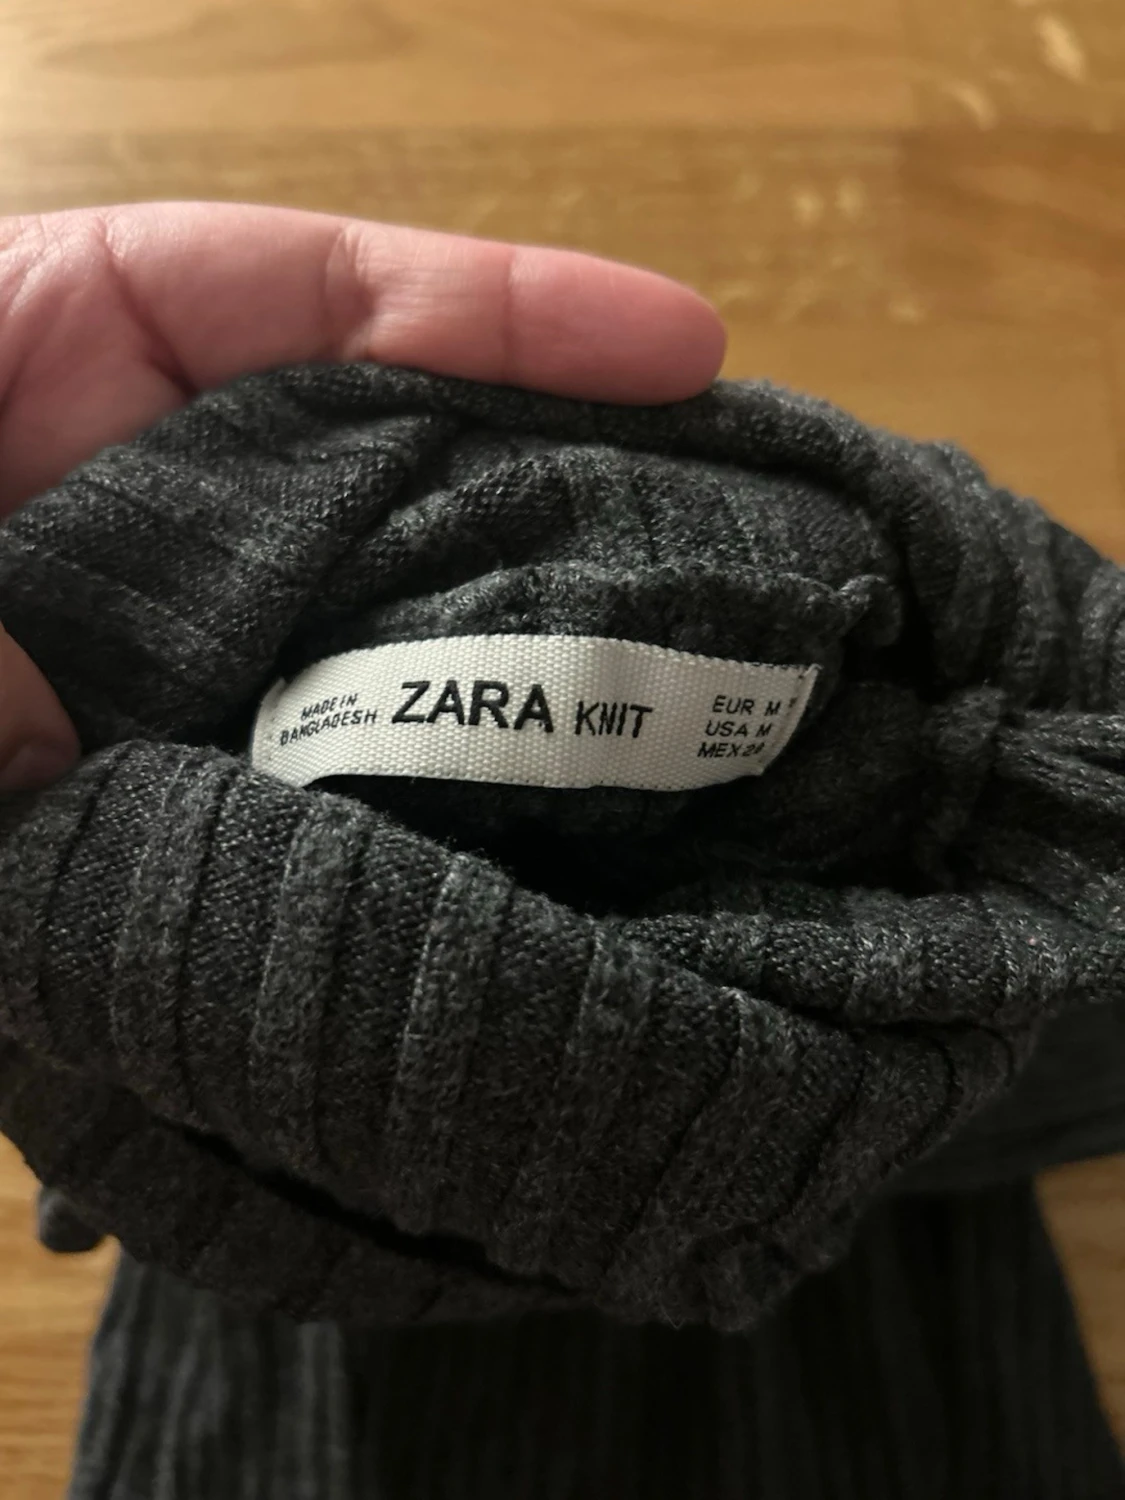 MADE IN
BANGLADESH
ZARA KNIT
EUR M
USA M
MEX 28